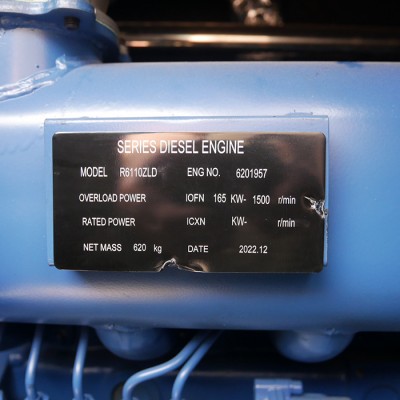 SERIES DIESEL ENGINE
MODEL R6110ZLD ENG NO. 6201957
OVERLOAD POWER IOFN 165 KW- 1500 r/min
RATED POWER ICXN KW- r/min
NET MASS 620 kg DATE 2022.12